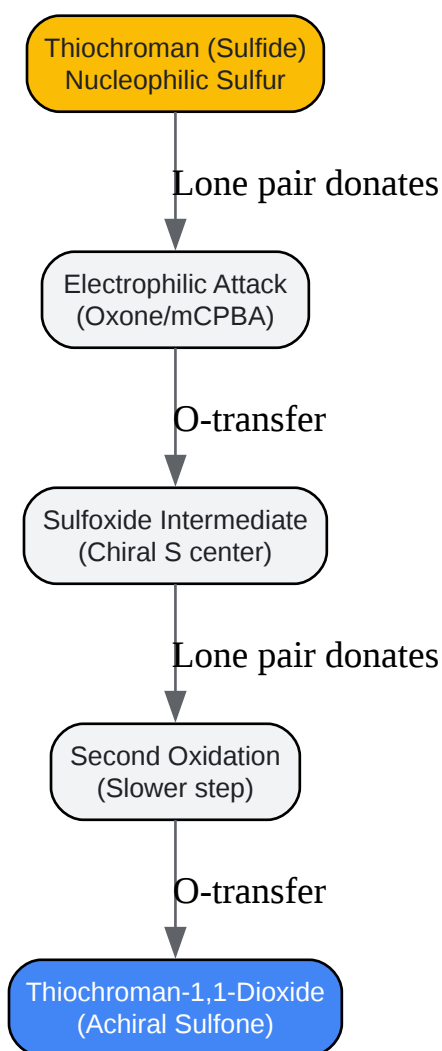 Thiochroman (Sulfide)
Nucleophilic Sulfur
Lone pair donates
Electrophilic Attack
(Oxone/mCPBA)
O-transfer
Sulfoxide Intermediate
(Chiral S center)
Lone pair donates
Second Oxidation
(Slower step)
O-transfer
Thiochroman-1,1-Dioxide
(Achiral Sulfone)